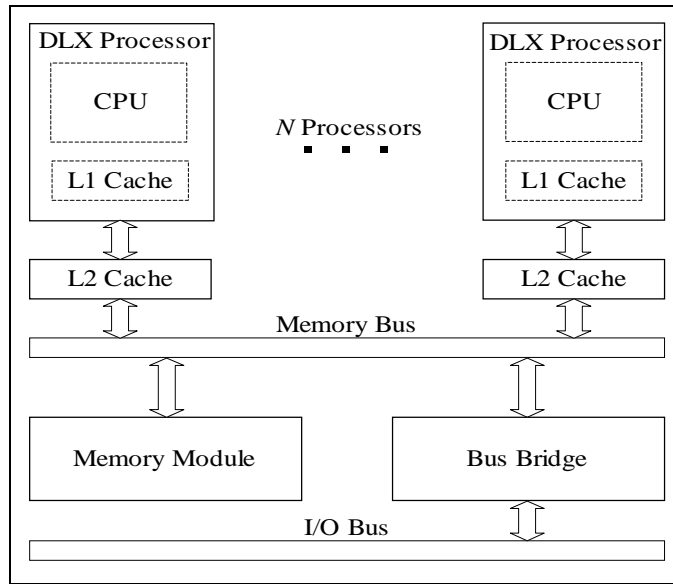 DLX Processor
CPU
L1 Cache
L2 Cache
N Processors
DLX Processor
CPU
L1 Cache
L2 Cache
Memory Bus
Memory Module
Bus Bridge
I/O Bus